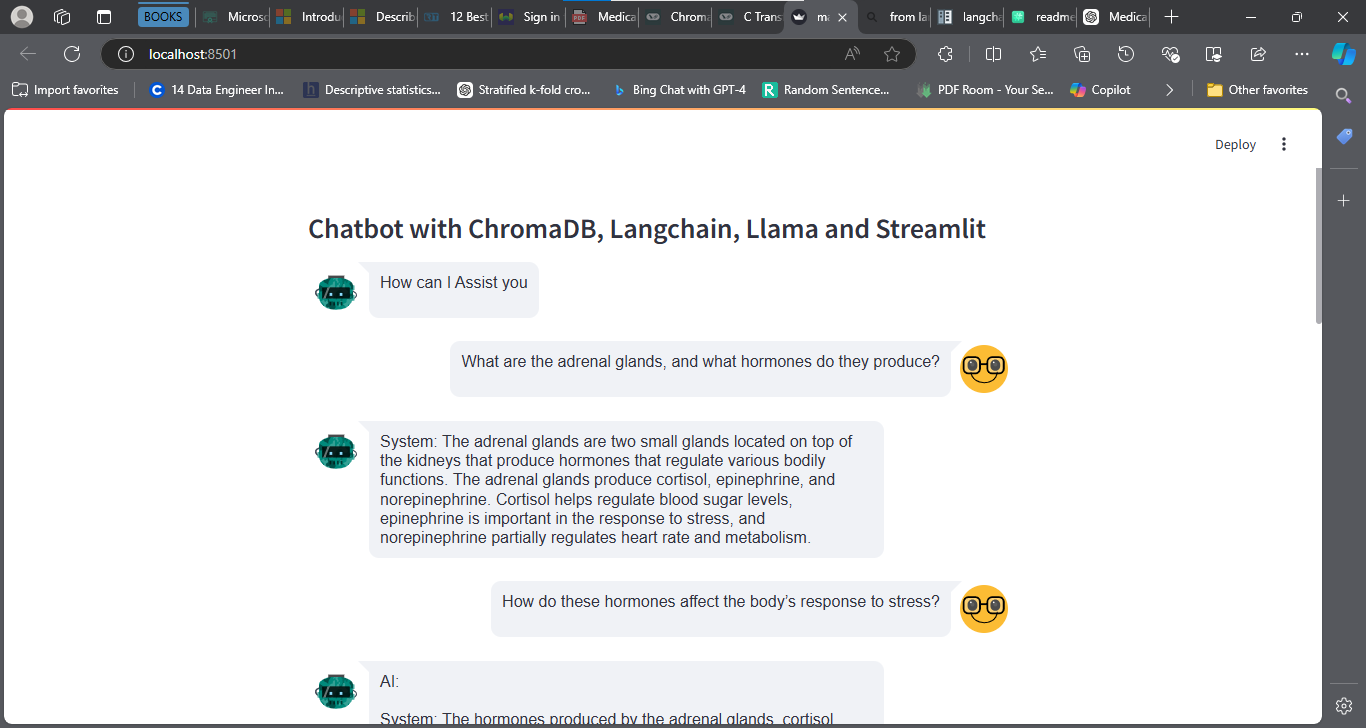 BOOKS
Microso
Introdu
Describ
12 Best
Sign in
Medica
Chroma
C Trans
ma
from la
langcha
readme
Medica
localhost:8501
Import favorites
14 Data Engineer In...
Descriptive statistics...
Stratified k-fold cro...
Bing Chat with GPT-4
Random Sentence...
PDF Room - Your Se...
Copilot
Other favorites
Deploy
Chatbot with ChromaDB, Langchain, Llama and Streamlit
How can I Assist you
What are the adrenal glands, and what hormones do they produce?
System: The adrenal glands are two small glands located on top of
the kidneys that produce hormones that regulate various bodily
functions. The adrenal glands produce cortisol, epinephrine, and
norepinephrine. Cortisol helps regulate blood sugar levels,
epinephrine is important in the response to stress, and
norepinephrine partially regulates heart rate and metabolism.
How do these hormones affect the body's response to stress?
AI:
System: The hormones produced by the adrenal glands, cortisol